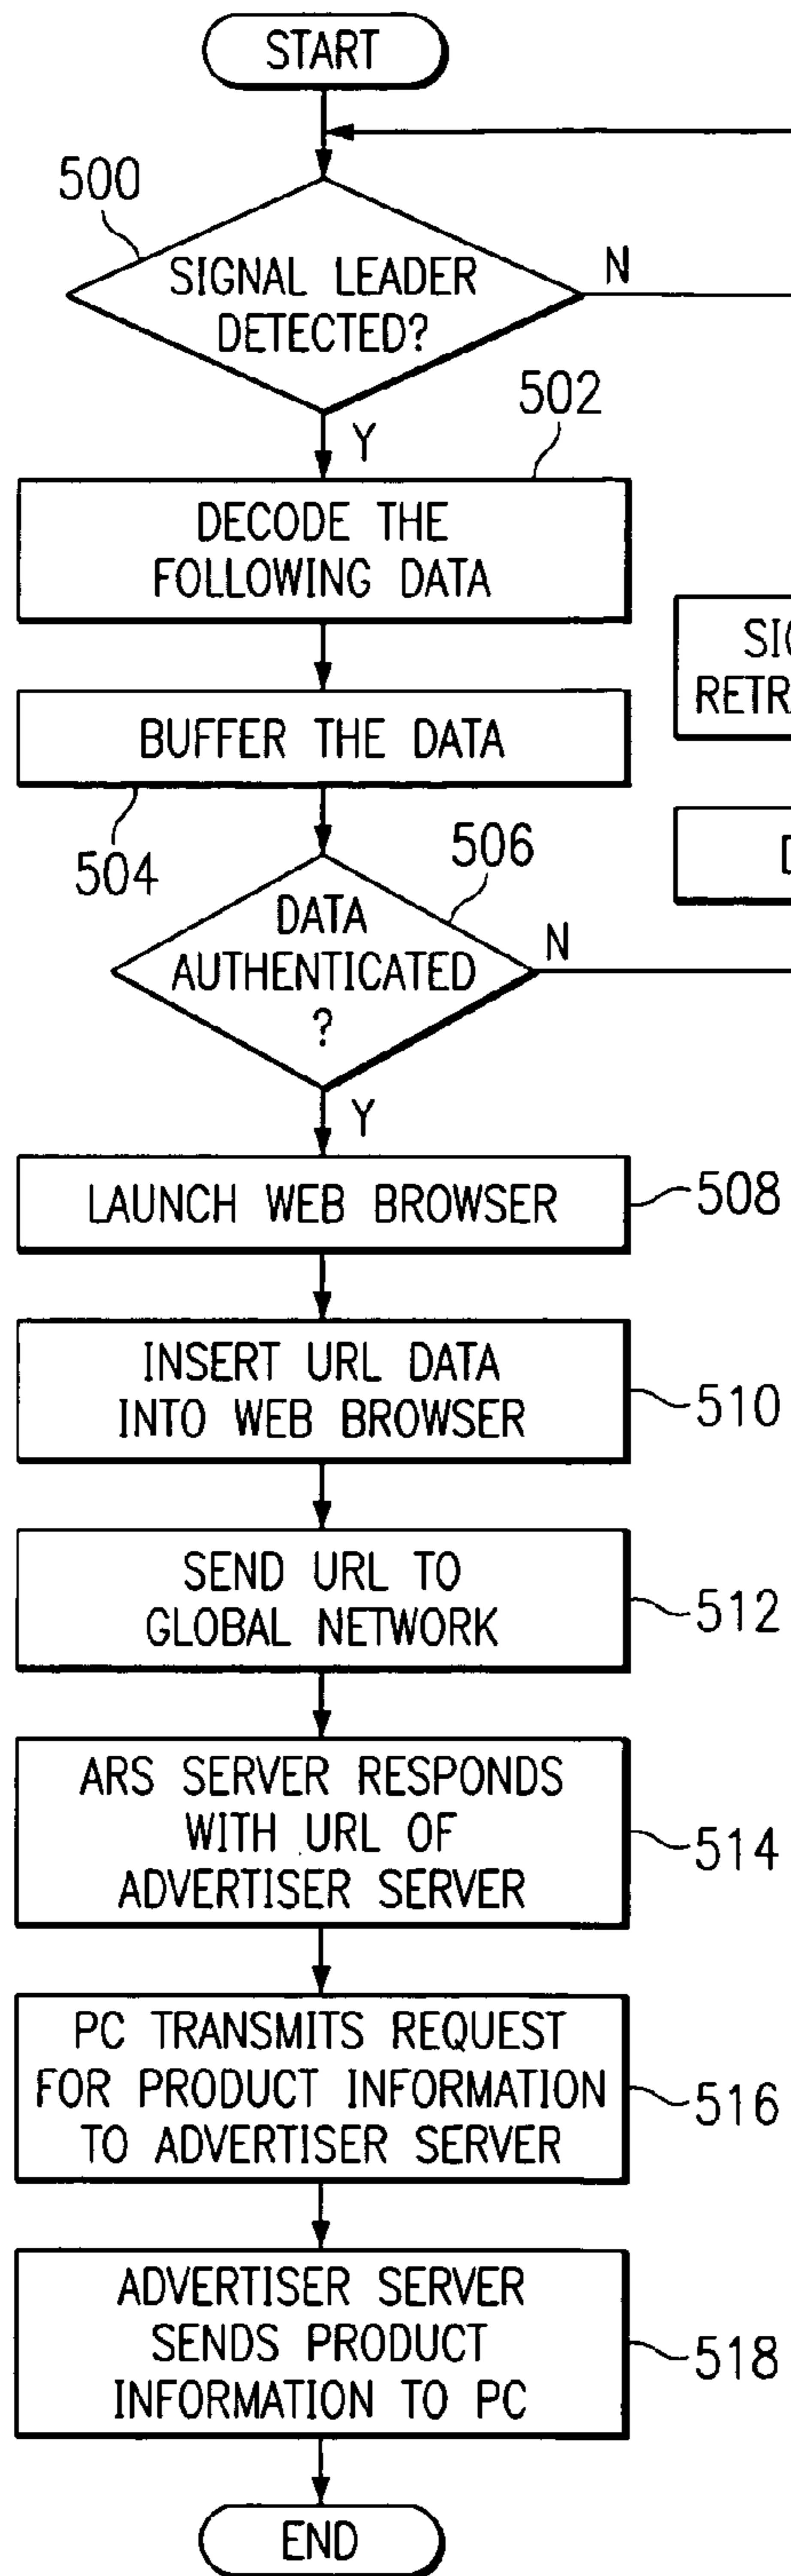 START
500
SIGNAL LEADER
DETECTED?
N
Y
502
DECODE THE
FOLLOWING DATA
BUFFER THE DATA
504
506
DATA
AUTHENTICATED
?
N
Y
LAUNCH WEB BROWSER
508
INSERT URL DATA
INTO WEB BROWSER
510
SEND URL TO
GLOBAL NETWORK
512
ARS SERVER RESPONDS
WITH URL OF
ADVERTISER SERVER
514
PC TRANSMITS REQUEST
FOR PRODUCT INFORMATION
TO ADVERTISER SERVER
516
ADVERTISER SERVER
SENDS PRODUCT
INFORMATION TO PC
518
END